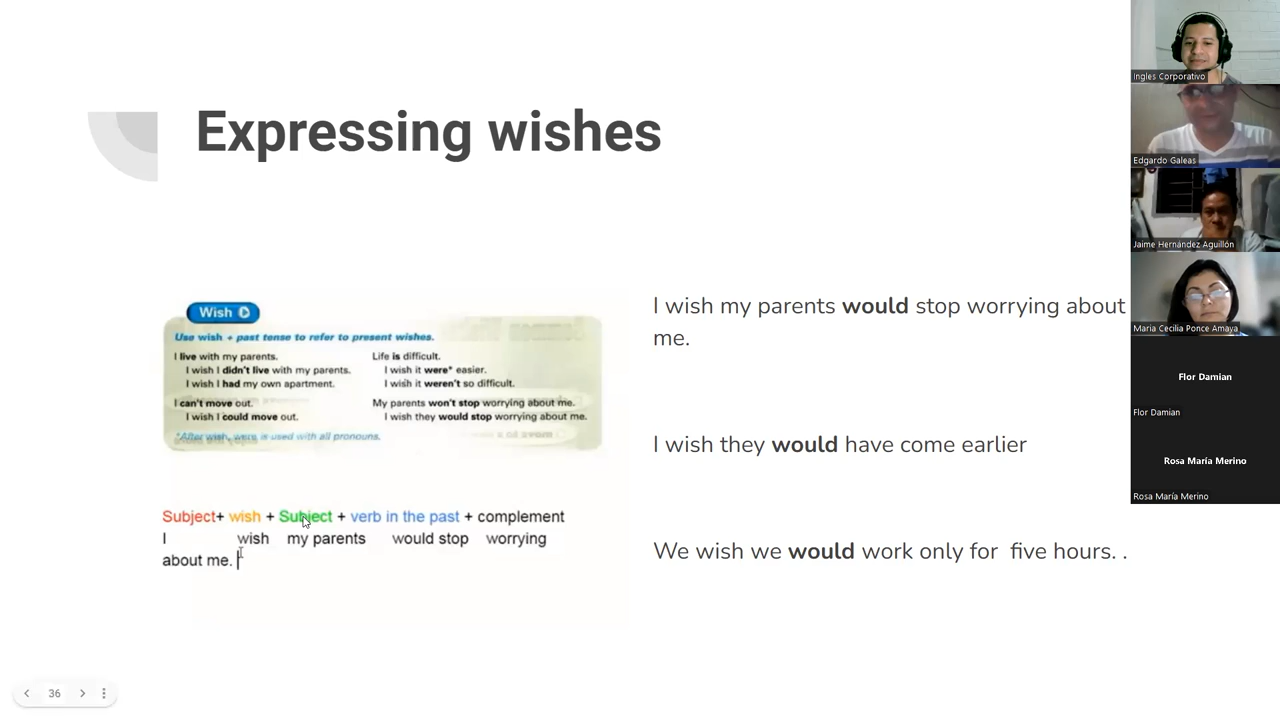 Expressing wishes
Wish
Use wish + past tense to refer to present wishes.
I live with my parents.
I wish I didn't live with my parents.
I wish I had my own apartment.
I can't move out.
I wish I could move out.
*After wish, were is used with all pronouns.
Life is difficult.
I wish it were* easier.
I wish it weren't so difficult.
My parents won't stop worrying about me.
I wish they would stop worrying about me.
Subject+ wish + Subject + verb in the past + complement
I wish my parents would stop worrying
about me.
I wish my parents would stop worrying about
me.
I wish they would have come earlier
We wish we would work only for five hours. .
Ingles Corporativo
Edgardo Galeas
Jaime Hernández Aguillón
Maria Cecilia Ponce Amaya
Flor Damian
Flor Damian
Rosa María Merino
Rosa María Merino
36